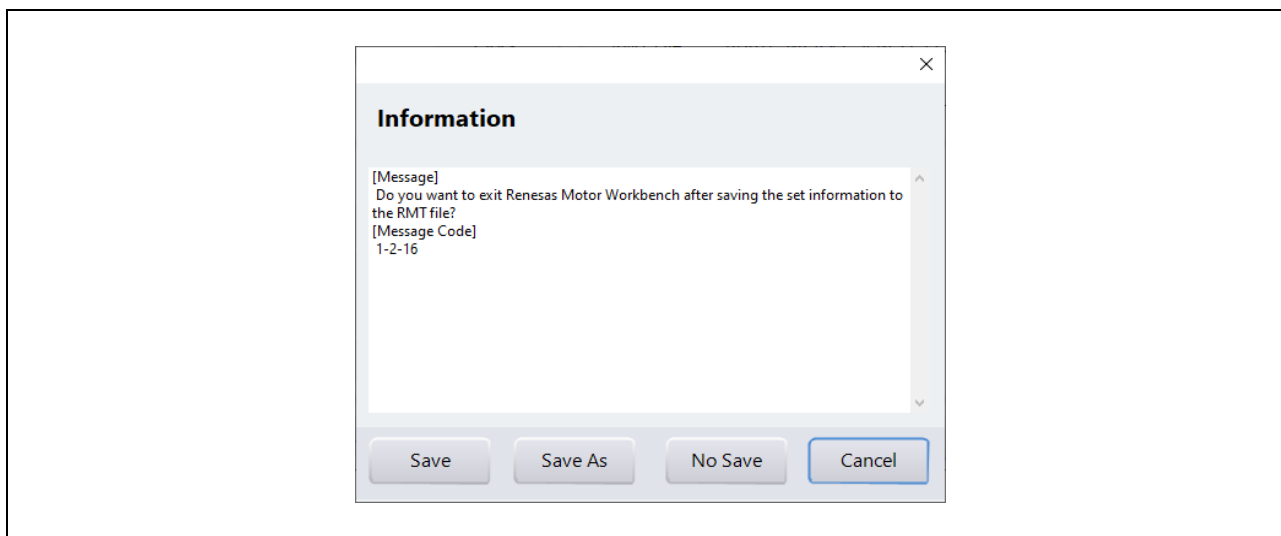 Information
[Message]
Do you want to exit Renesas Motor Workbench after saving the set information to
the RMT file?
[Message Code]
1-2-16
Save Save As No Save Cancel